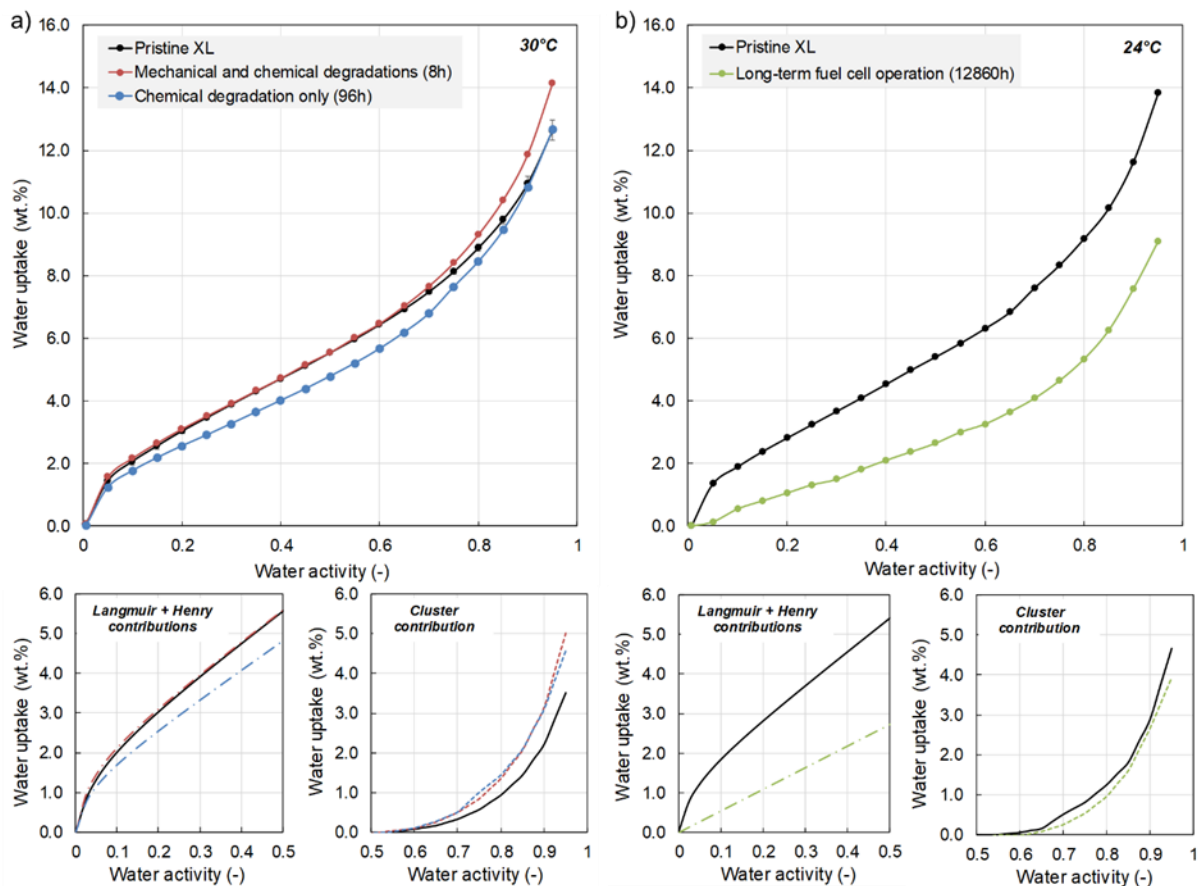 a)
16.0
14.0
12.0
10.0
8.0
6.0
4.0
2.0
0.0
Water uptake (wt.%)
Pristine XL
Mechanical and chemical degradations (8h)
Chemical degradation only (96h)
30°C
0
0.2
0.4
0.6
0.8
1
Water activity (-)
b)
16.0
14.0
12.0
10.0
8.0
6.0
4.0
2.0
0.0
Water uptake (wt.%)
Pristine XL
Long-term fuel cell operation (12860h)
24°C
0
0.2
0.4
0.6
0.8
1
Water activity (-)
6.0
5.0
4.0
3.0
2.0
1.0
0.0
Water uptake (wt.%)
Langmuir + Henry
contributions
0
0.1
0.2
0.3
0.4
0.5
Water activity (-)
6.0
5.0
4.0
3.0
2.0
1.0
0.0
Water uptake (wt.%)
Cluster
contribution
0.5
0.6
0.7
0.8
0.9
1
Water activity (-)
6.0
5.0
4.0
3.0
2.0
1.0
0.0
Water uptake (wt.%)
Langmuir + Henry
contributions
0
0.1
0.2
0.3
0.4
0.5
Water activity (-)
6.0
5.0
4.0
3.0
2.0
1.0
0.0
Water uptake (wt.%)
Cluster
contribution
0.5
0.6
0.7
0.8
0.9
1
Water activity (-)